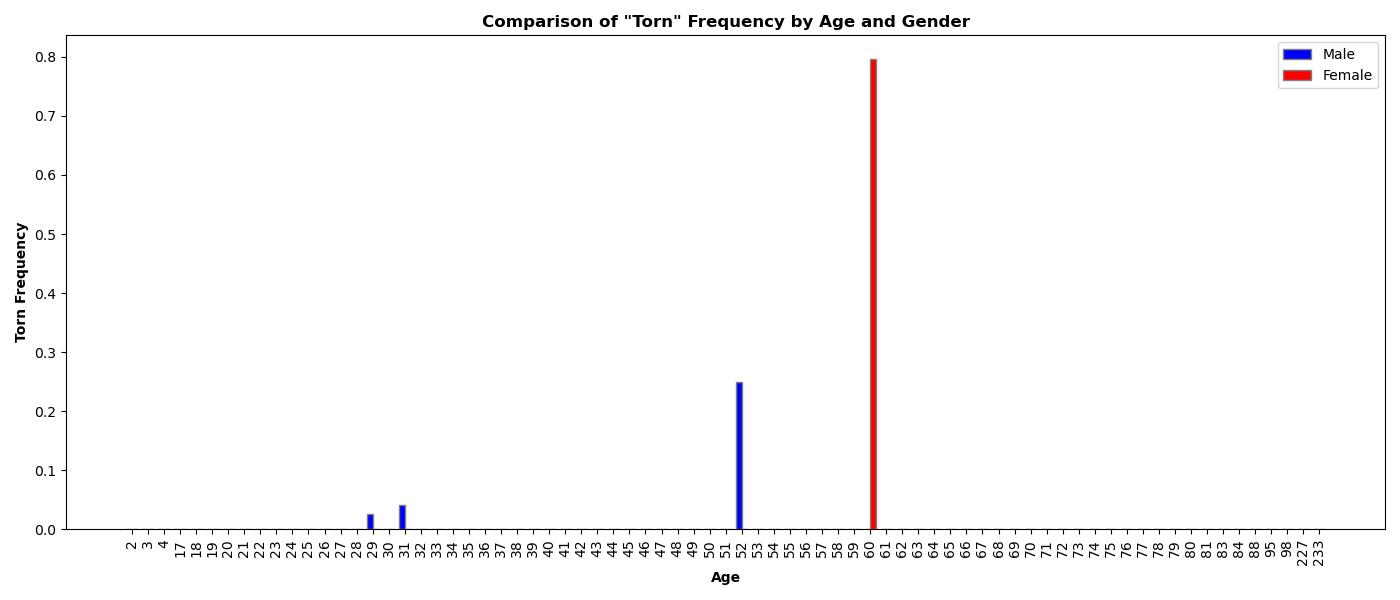 Comparison of "Torn" Frequency by Age and Gender
Male
Female
Torn Frequency
0.8
0.7
0.6
0.5
0.4
0.3
0.2
0.1
0.0
2 3 4 17 18 19 20 21 22 23 24 25 26 27 28 29 30 31 32 33 34 35 36 37 38 39 40 41 42 43 44 45 46 47 48 49 50 51 52 53 54 55 56 57 58 59 60 61 62 63 64 65 66 67 68 69 70 71 72 73 74 75 76 77 78 79 80 81 83 84 88 95 98 227 233
Age